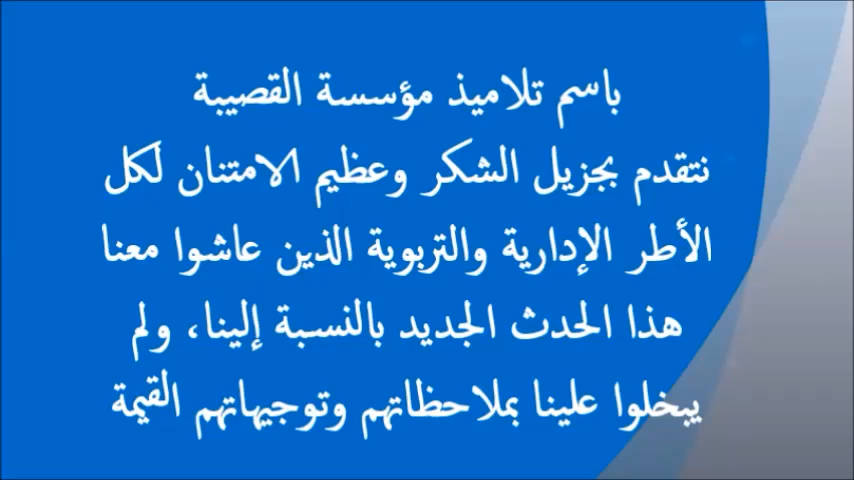 باسم تلاميذ مؤسسة القصيبة
نتقدم بجزيل الشكر وعظيم الامتنان لكل
الأطر الإدارية والتربوية الذين عاشوا معنا
هذا الحدث الجديد بالنسبة إلينا، ولم
يبخلوا علينا بملاحظاتهم وتوجيهاتهم القيمة